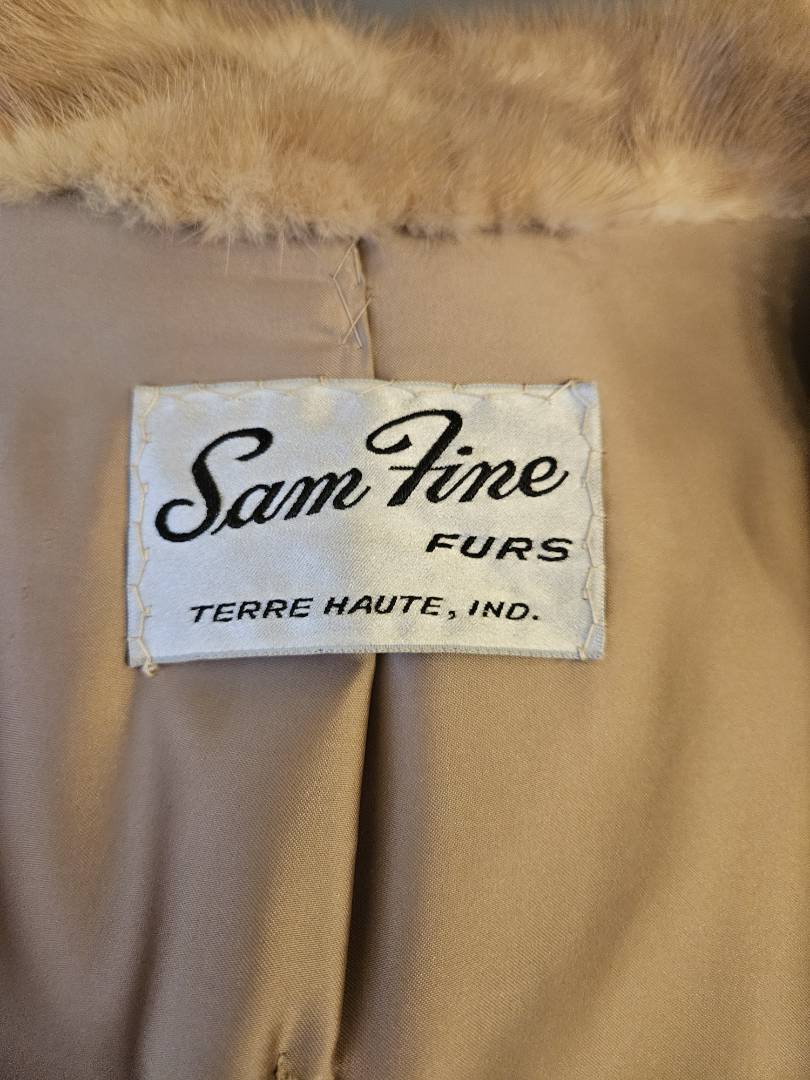 Sam Fine
FURS
TERRE HAUTE, IND.